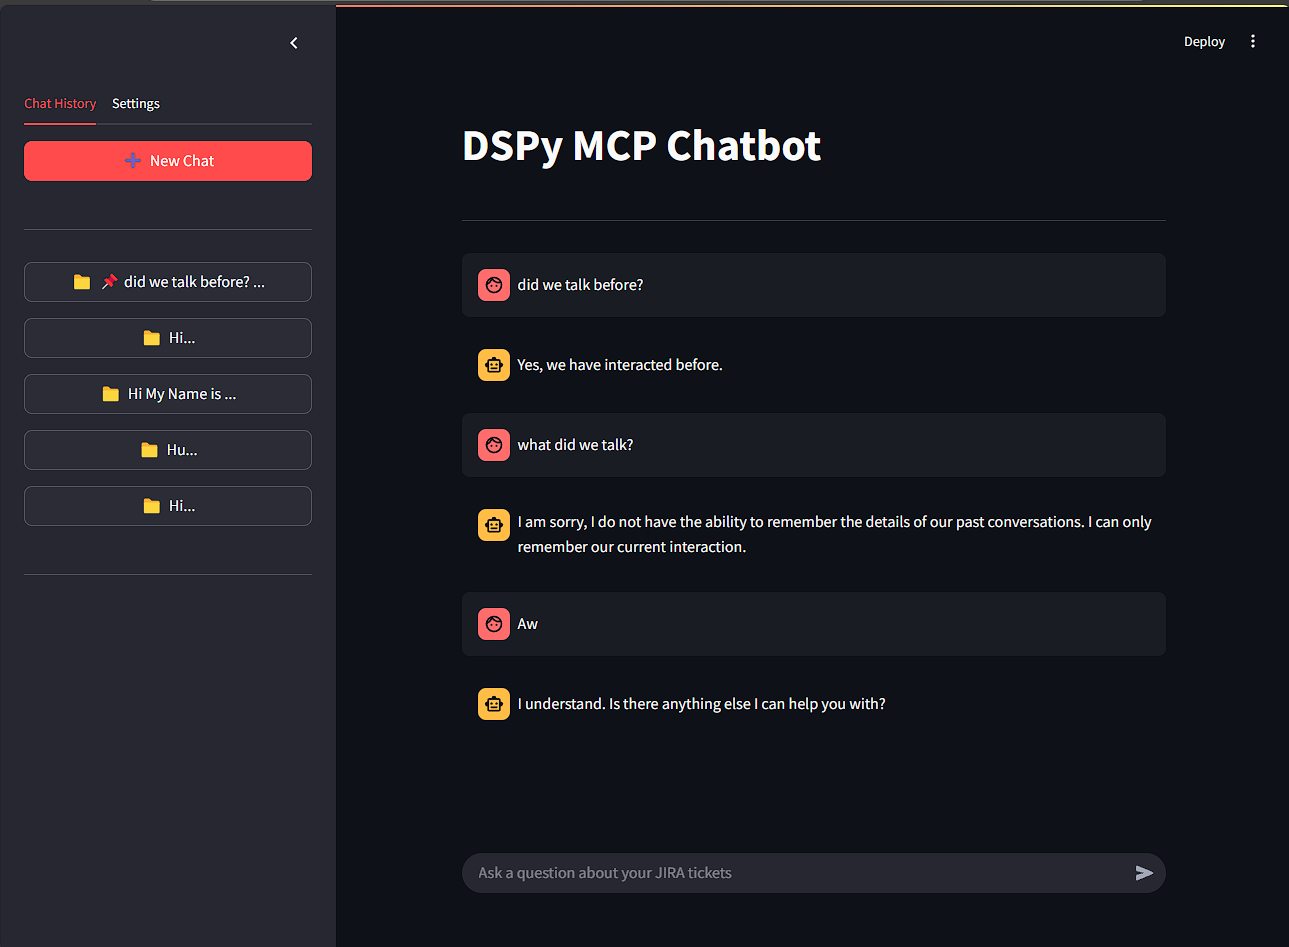 Deploy
Chat History Settings
New Chat
did we talk before? ...
Hi...
Hi My Name is ...
Hu...
Hi...
DSPy MCP Chatbot
did we talk before?
Yes, we have interacted before.
what did we talk?
I am sorry, I do not have the ability to remember the details of our past conversations. I can only
remember our current interaction.
Aw
I understand. Is there anything else I can help you with?
Ask a question about your JIRA tickets